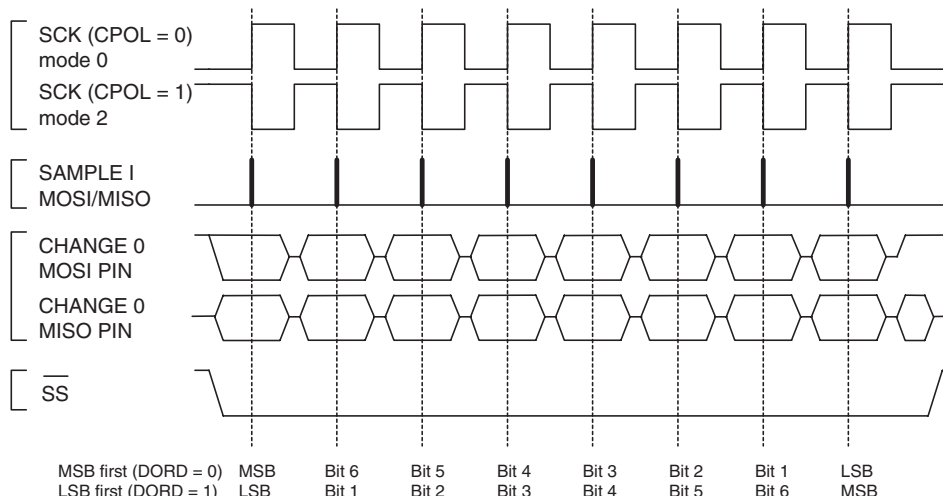 SCK (CPOL = 0)
mode 0
SCK (CPOL = 1)
mode 2
SAMPLE I
MOSI/MISO
CHANGE 0
MOSI PIN
CHANGE 0
MISO PIN
SS
MSB first (DORD = 0) MSB Bit 6 Bit 5 Bit 4 Bit 3 Bit 2 Bit 1 LSB
LSB first (DORD = 1) LSB Bit 1 Bit 2 Bit 3 Bit 4 Bit 5 Bit 6 MSB